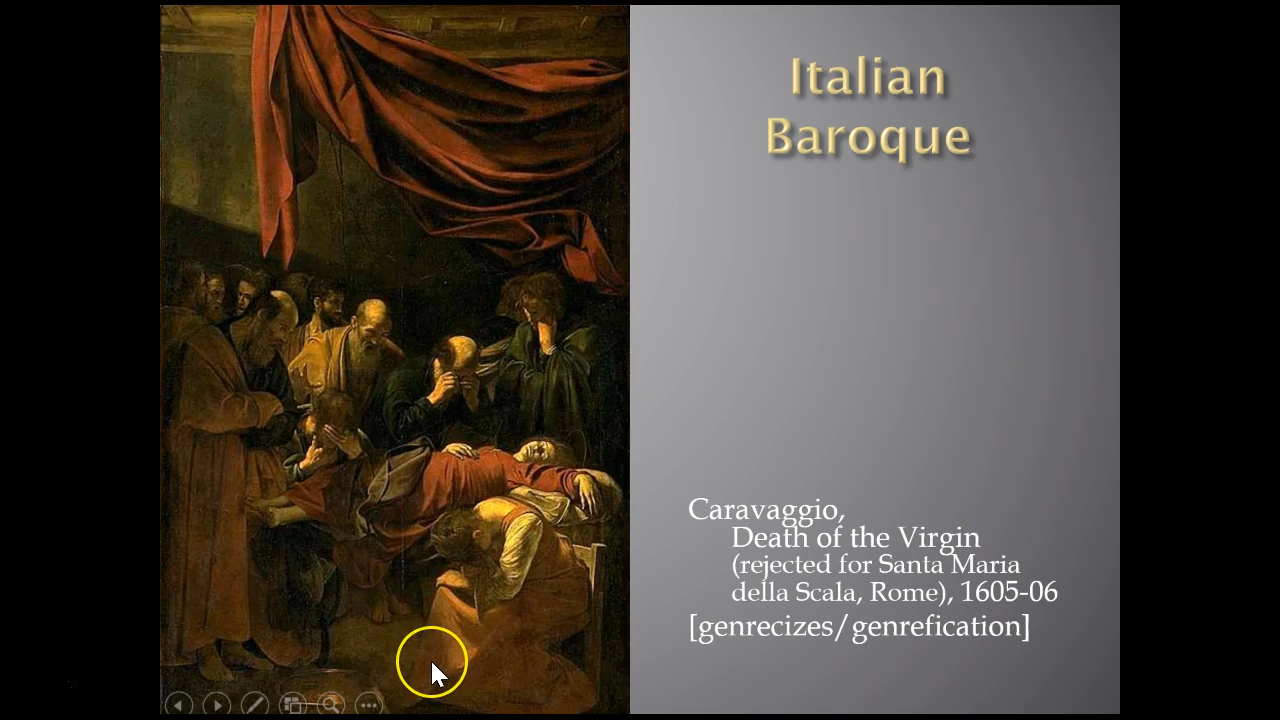 Italian
Baroque
Caravaggio,
Death of the Virgin
(rejected for Santa Maria
della Scala, Rome), 1605-06
[genrecizes/genrefication]